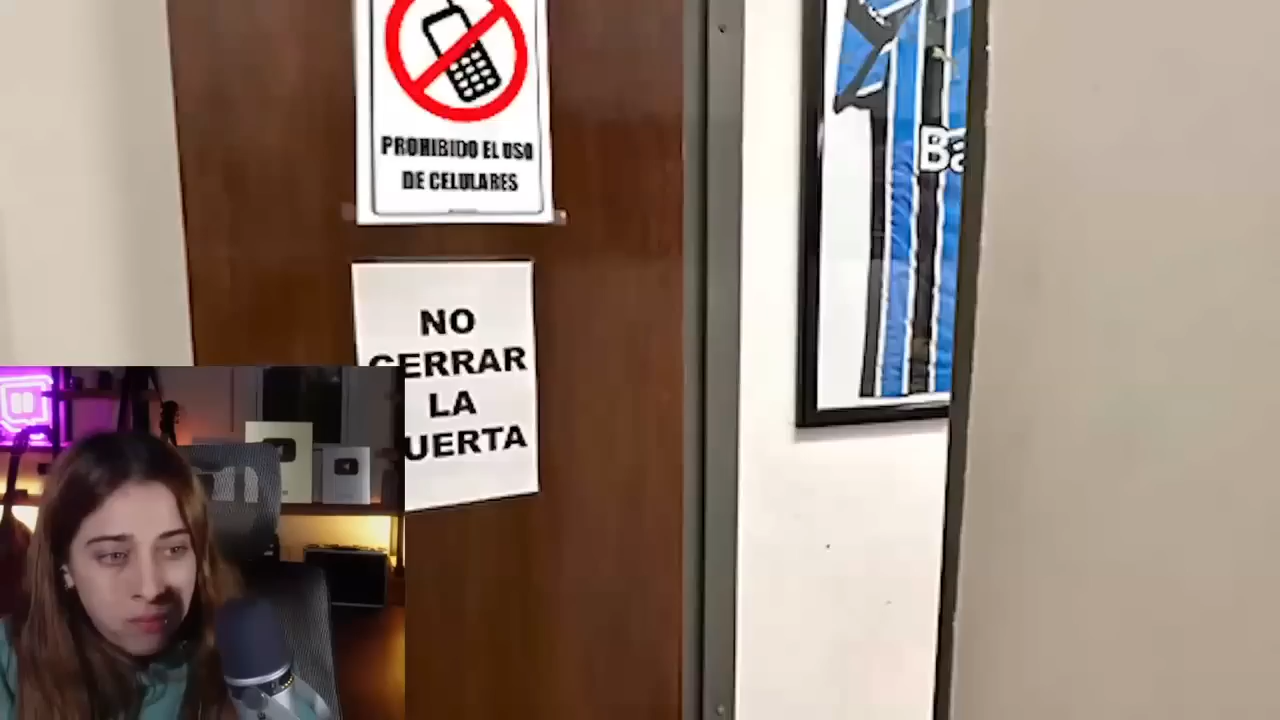 PROHIBIDO EL USO
DE CELULARES
NO
CERRAR
LA
UERTA
Ba